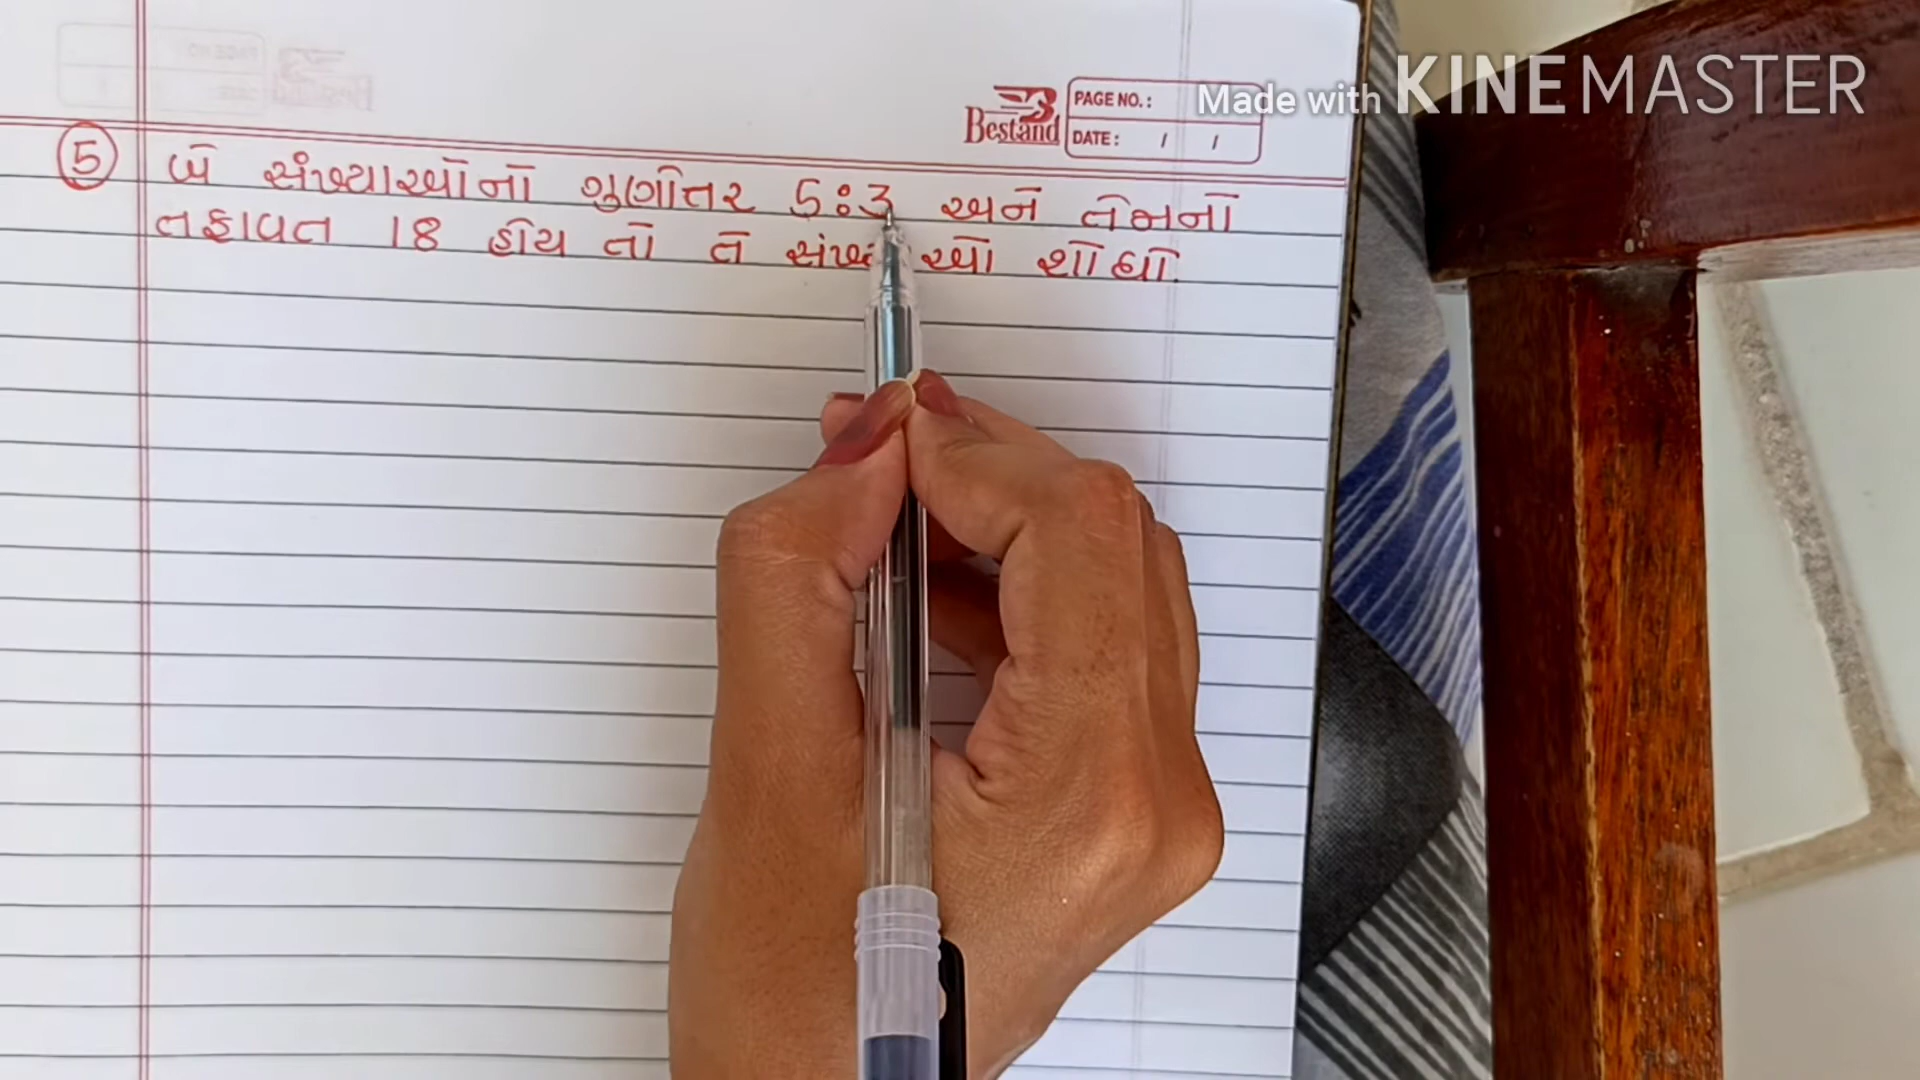 Made with KINEMASTER
Bestand
PAGE NO. :
DATE : / /
5 બે સંખ્યાઓનો ગુણોત્તર 5:3 અને તેમનો
તફાવત 18 હોય તો તે સંખ્યાઓ શોધો.